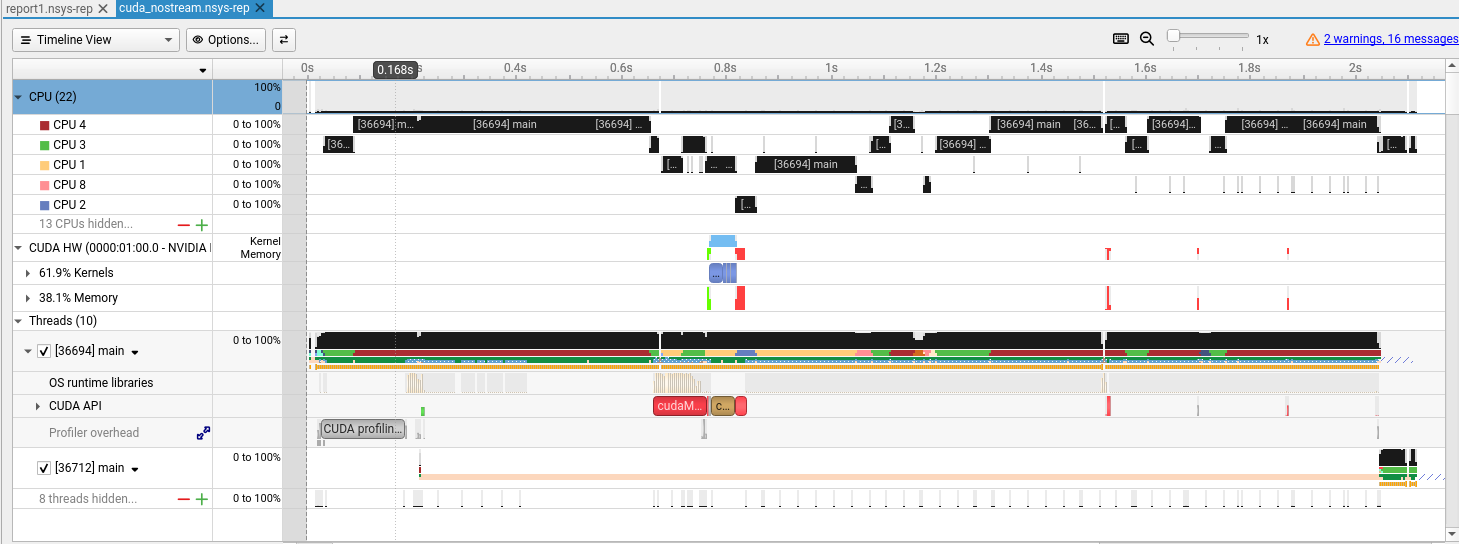 report1.nsys-rep ✕ cuda_nostream.nsys-rep ✕
Timeline View Options... 1x 2 warnings, 16 messages
0s 0.168s s 0.4s 0.6s 0.8s 1s 1.2s 1.4s 1.6s 1.8s 2s
CPU (22) 100%
0
CPU 4 0 to 100% [36694] m... [36694] main [36694] ... [3... [36694] main [36... [... [36694]... [36694] ... [36694] main
CPU 3 0 to 100% [36... [... [36694] ... [... [... [...
CPU 1 0 to 100% [... ... ... [36694] main
CPU 8 0 to 100% ...
CPU 2 0 to 100% [...
13 CPUs hidden... − +
CUDA HW (0000:01:00.0 - NVIDIA Kernel
Memory
61.9% Kernels ...
38.1% Memory
Threads (10)
[36694] main 0 to 100%
OS runtime libraries
CUDA API cudaM... c...
Profiler overhead CUDA profilin...
[36712] main 0 to 100%
8 threads hidden... − + 0 to 100%